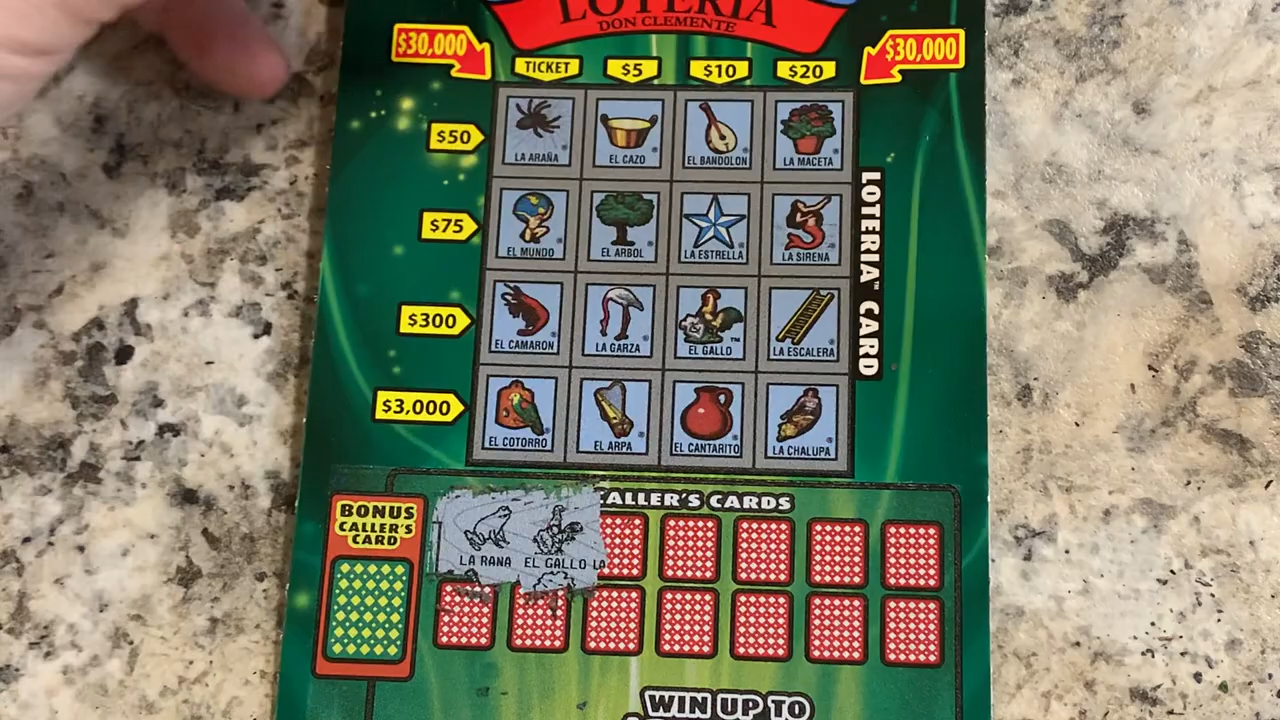 LOTERIA
DON CLEMENTE
$30,000
$30,000
TICKET $5 $10 $20
$50
LA ARAÑA EL CAZO EL BANDOLON LA MACETA
$75
EL MUNDO EL ARBOL LA ESTRELLA LA SIRENA
$300
EL CAMARON LA GARZA EL GALLO LA ESCALERA
$3,000
EL COTORRO EL ARPA EL CANTARITO LA CHALUPA
LOTERIA™ CARD
CALLER'S CARDS
BONUS
CALLER'S
CARD
LA RANA EL GALLO LA
WIN UP TO